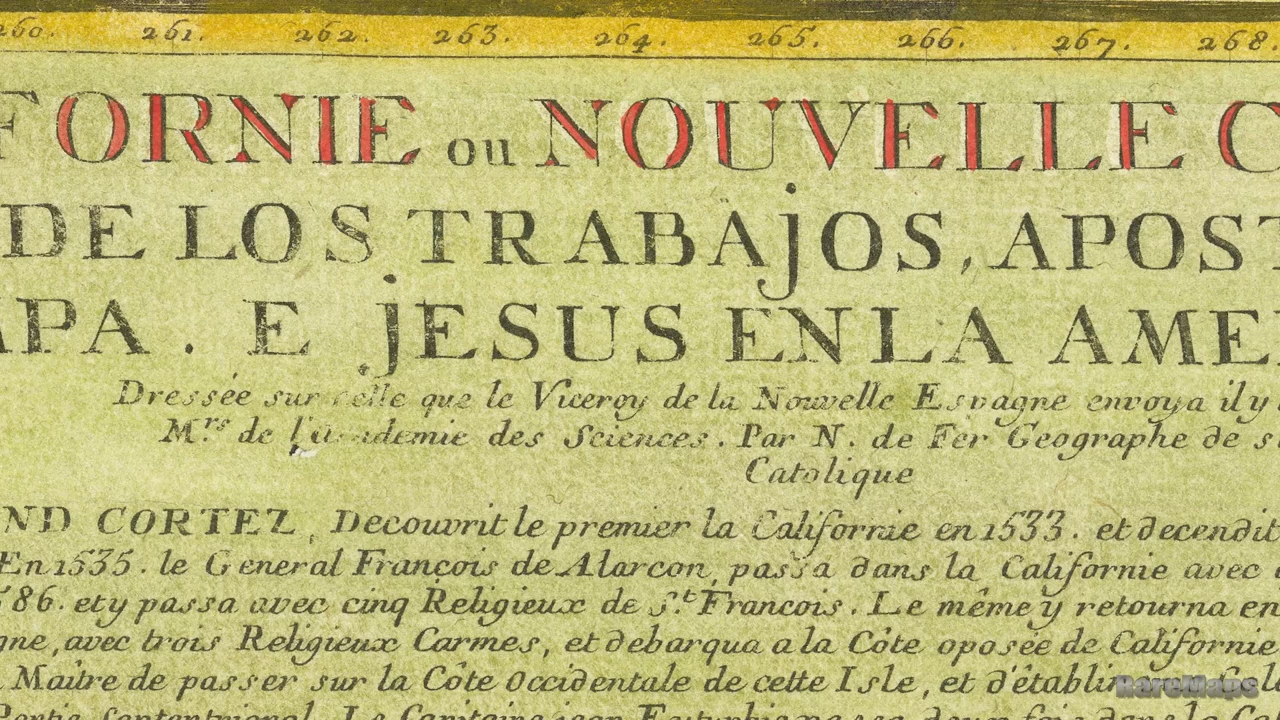 260. 261. 262. 263. 264. 265. 266. 267. 268.
FORNIE ou NOUVELLE C
DE LOS TRABAJOS, APOST
APA. E JESUS EN LA AME
Dressée sur celle que le Viceroy de la Nouvelle Espagne envoya il y
Mrs de l'Academie des Sciences. Par N. de Fer Geographe de s
Catolique
ND CORTEZ, Decouvrit le premier la Californie en 1533. et decendit
En 1535. le General François de Alarcon, passa dans la Californie avec
86. et y passa avec cinq Religieux de St. Francois. Le même y retourna en
gne, avec trois Religieux Carmes, et debarqua a la Côte oposée de Californie
Maitre de passer sur la Côte Occidentale de cette Isle, et d'établir
Partie Septentrional. Le Capitaine
RareMaps